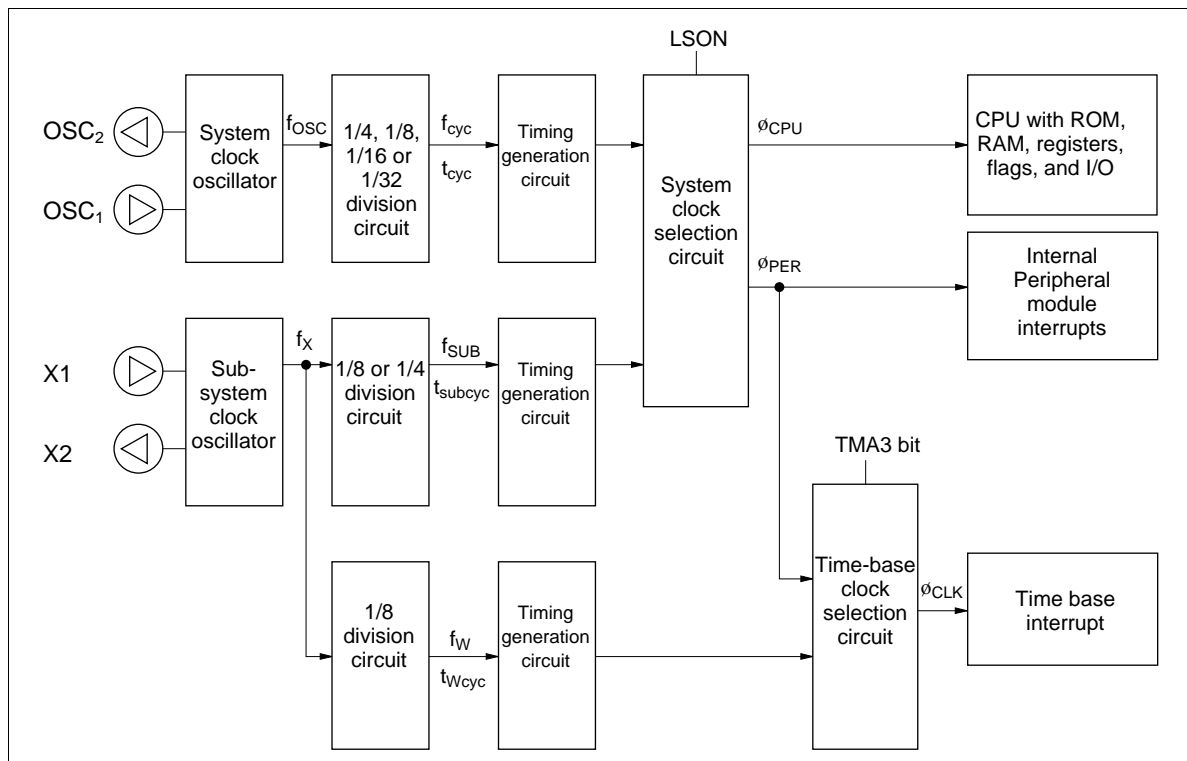 LSON
OSC₂
OSC₁
System
clock
oscillator
fOSC
1/4, 1/8,
1/16 or
1/32
division
circuit
fcyc
tcyc
Timing
generation
circuit
System
clock
selection
circuit
øCPU
CPU with ROM,
RAM, registers,
flags, and I/O
øPER
Internal
Peripheral
module
interrupts
X1
X2
Sub-
system
clock
oscillator
fX
1/8 or 1/4
division
circuit
fSUB
tsubcyc
Timing
generation
circuit
TMA3 bit
1/8
division
circuit
fW
tWcyc
Timing
generation
circuit
Time-base
clock
selection
circuit
øCLK
Time base
interrupt